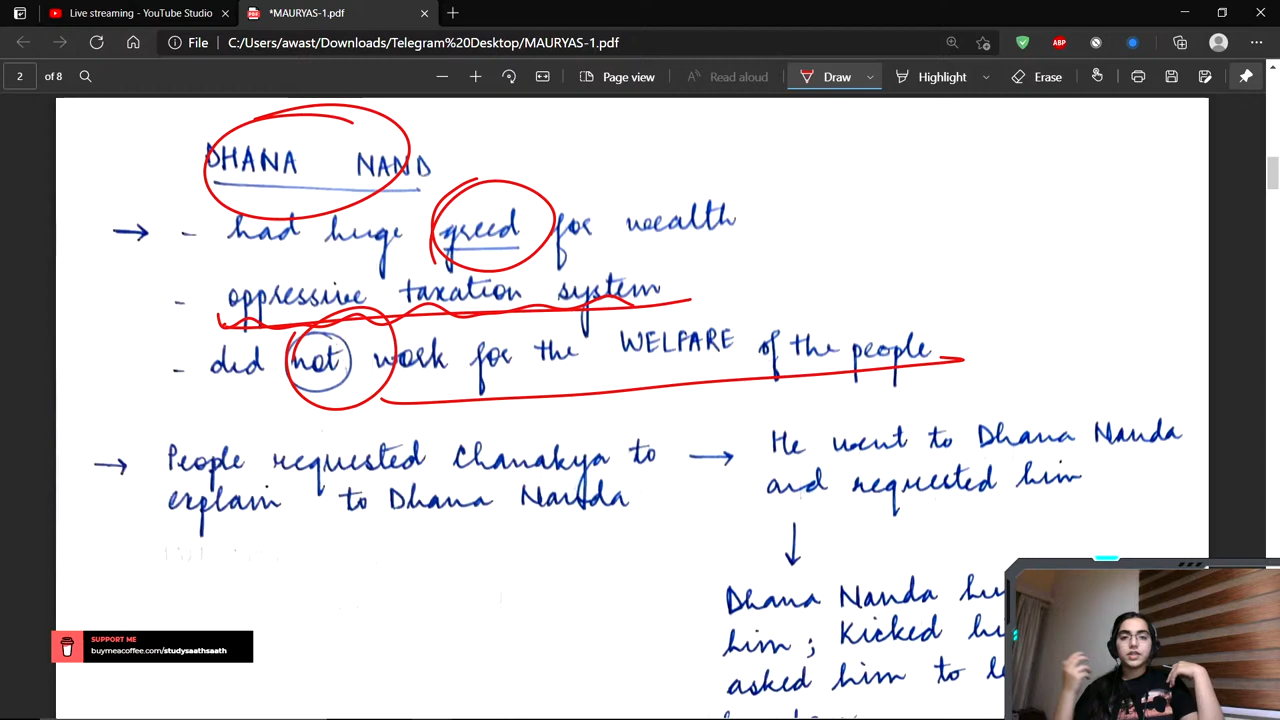 Live streaming - YouTube Studio
*MAURYAS-1.pdf
File
C:/Users/awast/Downloads/Telegram%20Desktop/MAURYAS-1.pdf
ABP
2 of 8
Page view
Read aloud
Draw
Highlight
Erase
DHANA NAND
→ - had huge greed for wealth
- oppressive taxation system
- did not work for the WELFARE of the people
→ People requested Chanakya to
explain to Dhana Nanda
→ He went to Dhana Nanda
and requested him
↓
Dhana Nanda
him; Kicked
asked him to
SUPPORT ME
buymeacoffee.com/studysaathsaath